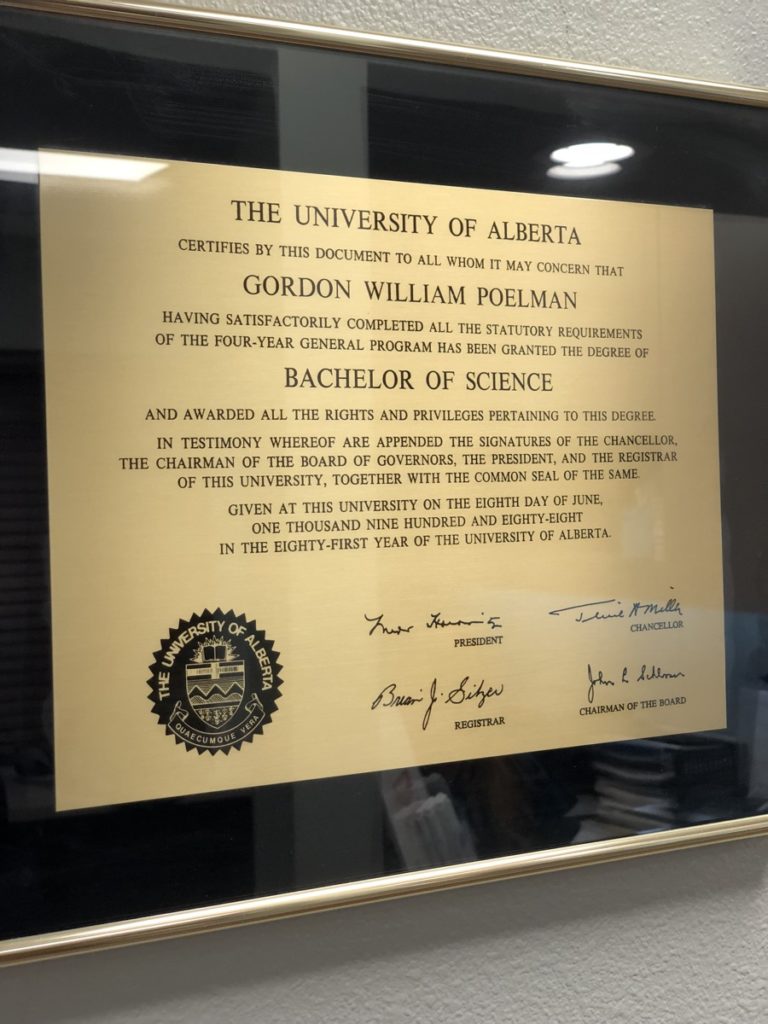 THE UNIVERSITY OF ALBERTA
CERTIFIES BY THIS DOCUMENT TO ALL WHOM IT MAY CONCERN THAT
GORDON WILLIAM POELMAN
HAVING SATISFACTORILY COMPLETED ALL THE STATUTORY REQUIREMENTS
OF THE FOUR-YEAR GENERAL PROGRAM HAS BEEN GRANTED THE DEGREE OF
BACHELOR OF SCIENCE
AND AWARDED ALL THE RIGHTS AND PRIVILEGES PERTAINING TO THIS DEGREE.
IN TESTIMONY WHEREOF ARE APPENDED THE SIGNATURES OF THE CHANCELLOR,
THE CHAIRMAN OF THE BOARD OF GOVERNORS, THE PRESIDENT, AND THE REGISTRAR
OF THIS UNIVERSITY, TOGETHER WITH THE COMMON SEAL OF THE SAME.
GIVEN AT THIS UNIVERSITY ON THE EIGHTH DAY OF JUNE,
ONE THOUSAND NINE HUNDRED AND EIGHTY-EIGHT
IN THE EIGHTY-FIRST YEAR OF THE UNIVERSITY OF ALBERTA.
PRESIDENT
CHANCELLOR
Brian J. Silzer
REGISTRAR
John L.
CHAIRMAN OF THE BOARD
THE UNIVERSITY OF ALBERTA
QUAECUMQUE VERA